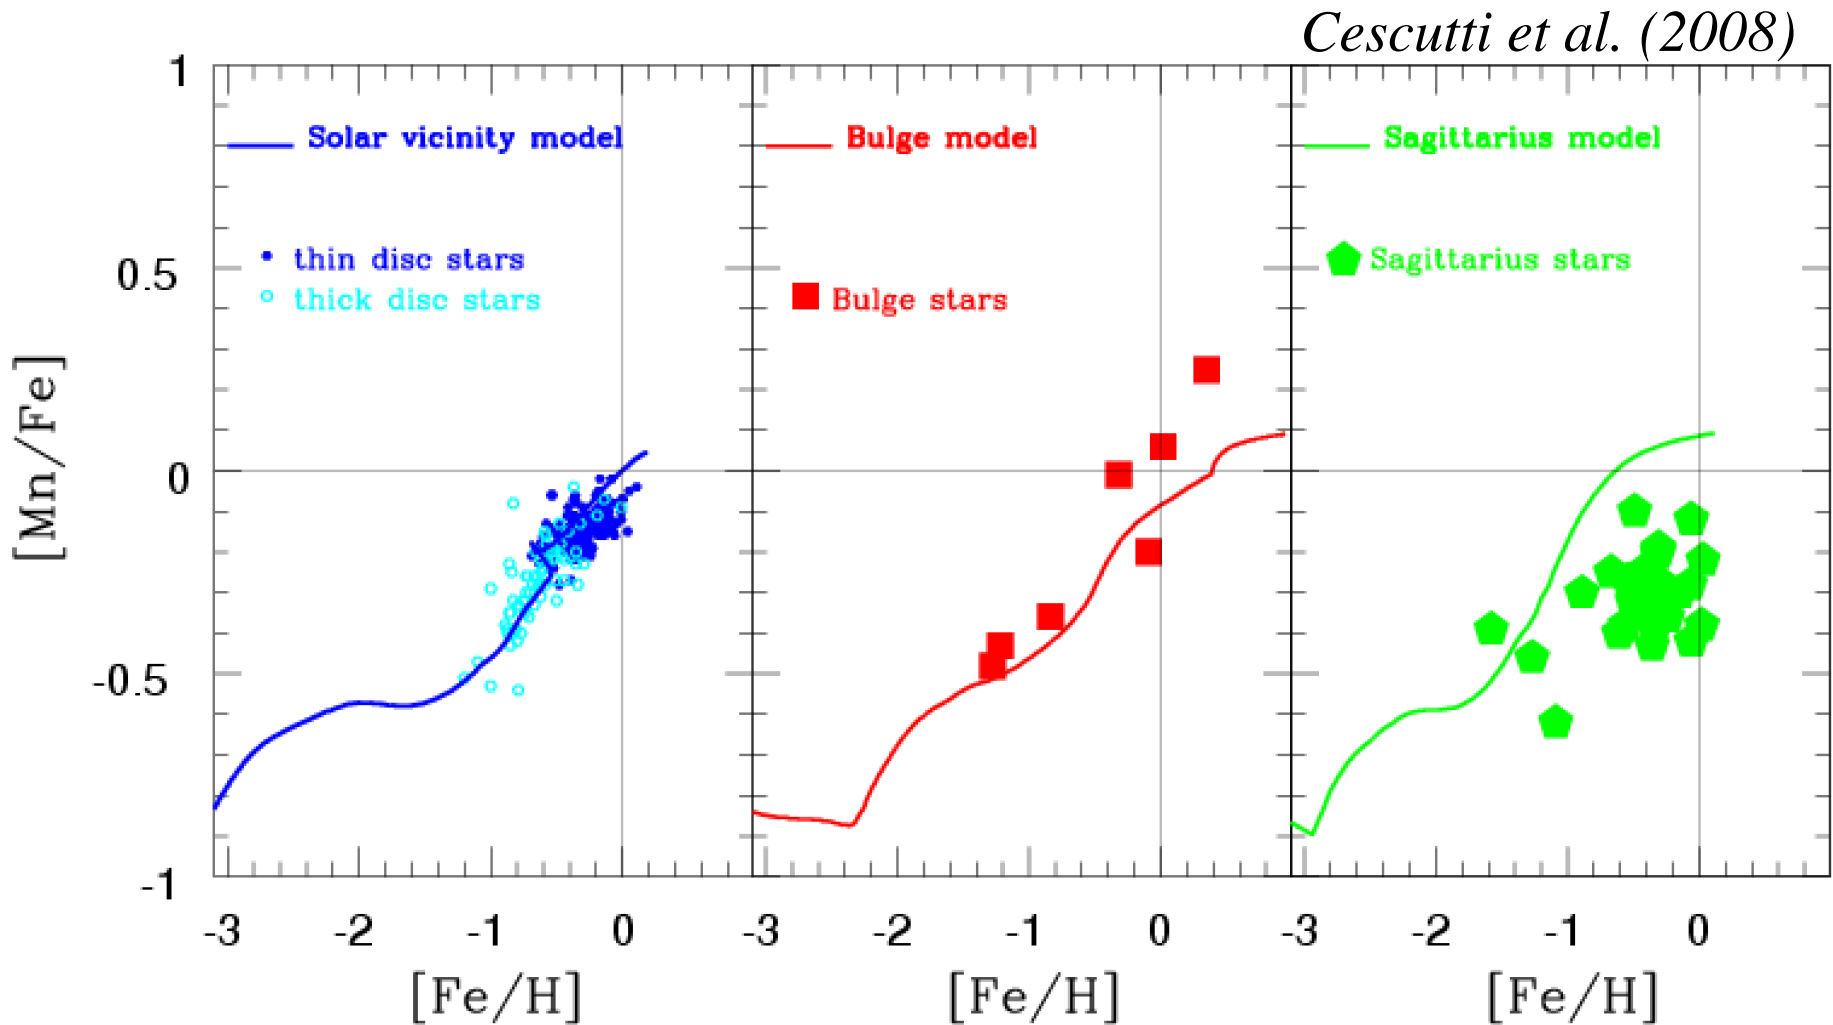 Cescutti et al. (2008)
1
0.5
0
-0.5
-1
[Mn/Fe]
Solar vicinity model
thin disc stars
thick disc stars
Bulge model
Bulge stars
Sagittarius model
Sagittarius stars
-3 -2 -1 0
-3 -2 -1 0
-3 -2 -1 0
[Fe/H]
[Fe/H]
[Fe/H]